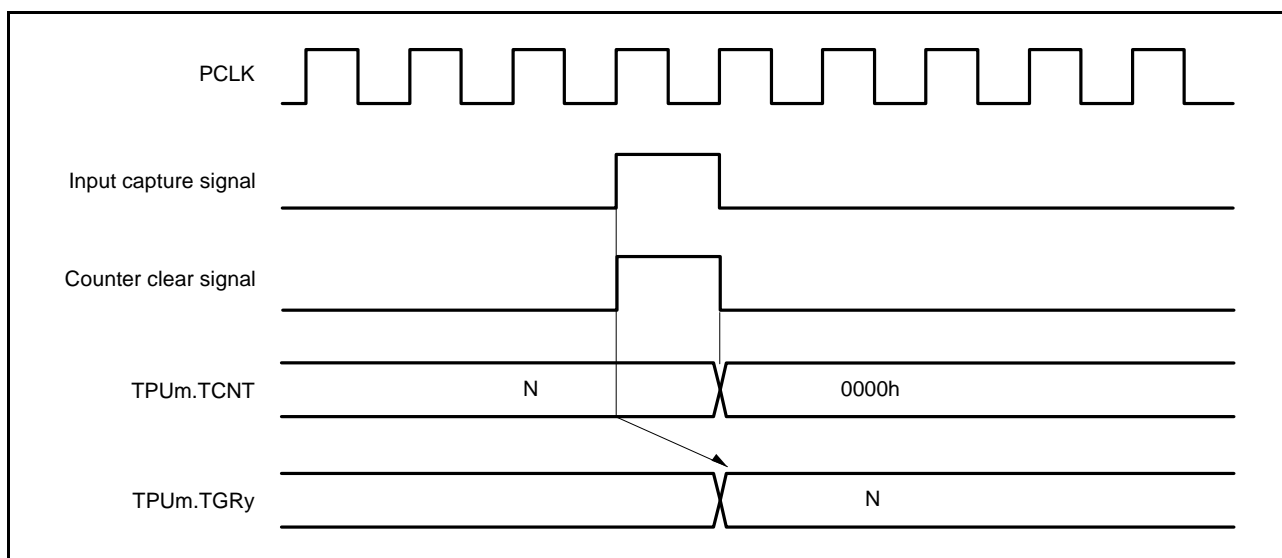 PCLK
Input capture signal
Counter clear signal
TPUm.TCNT N 0000h
TPUm.TGRy N